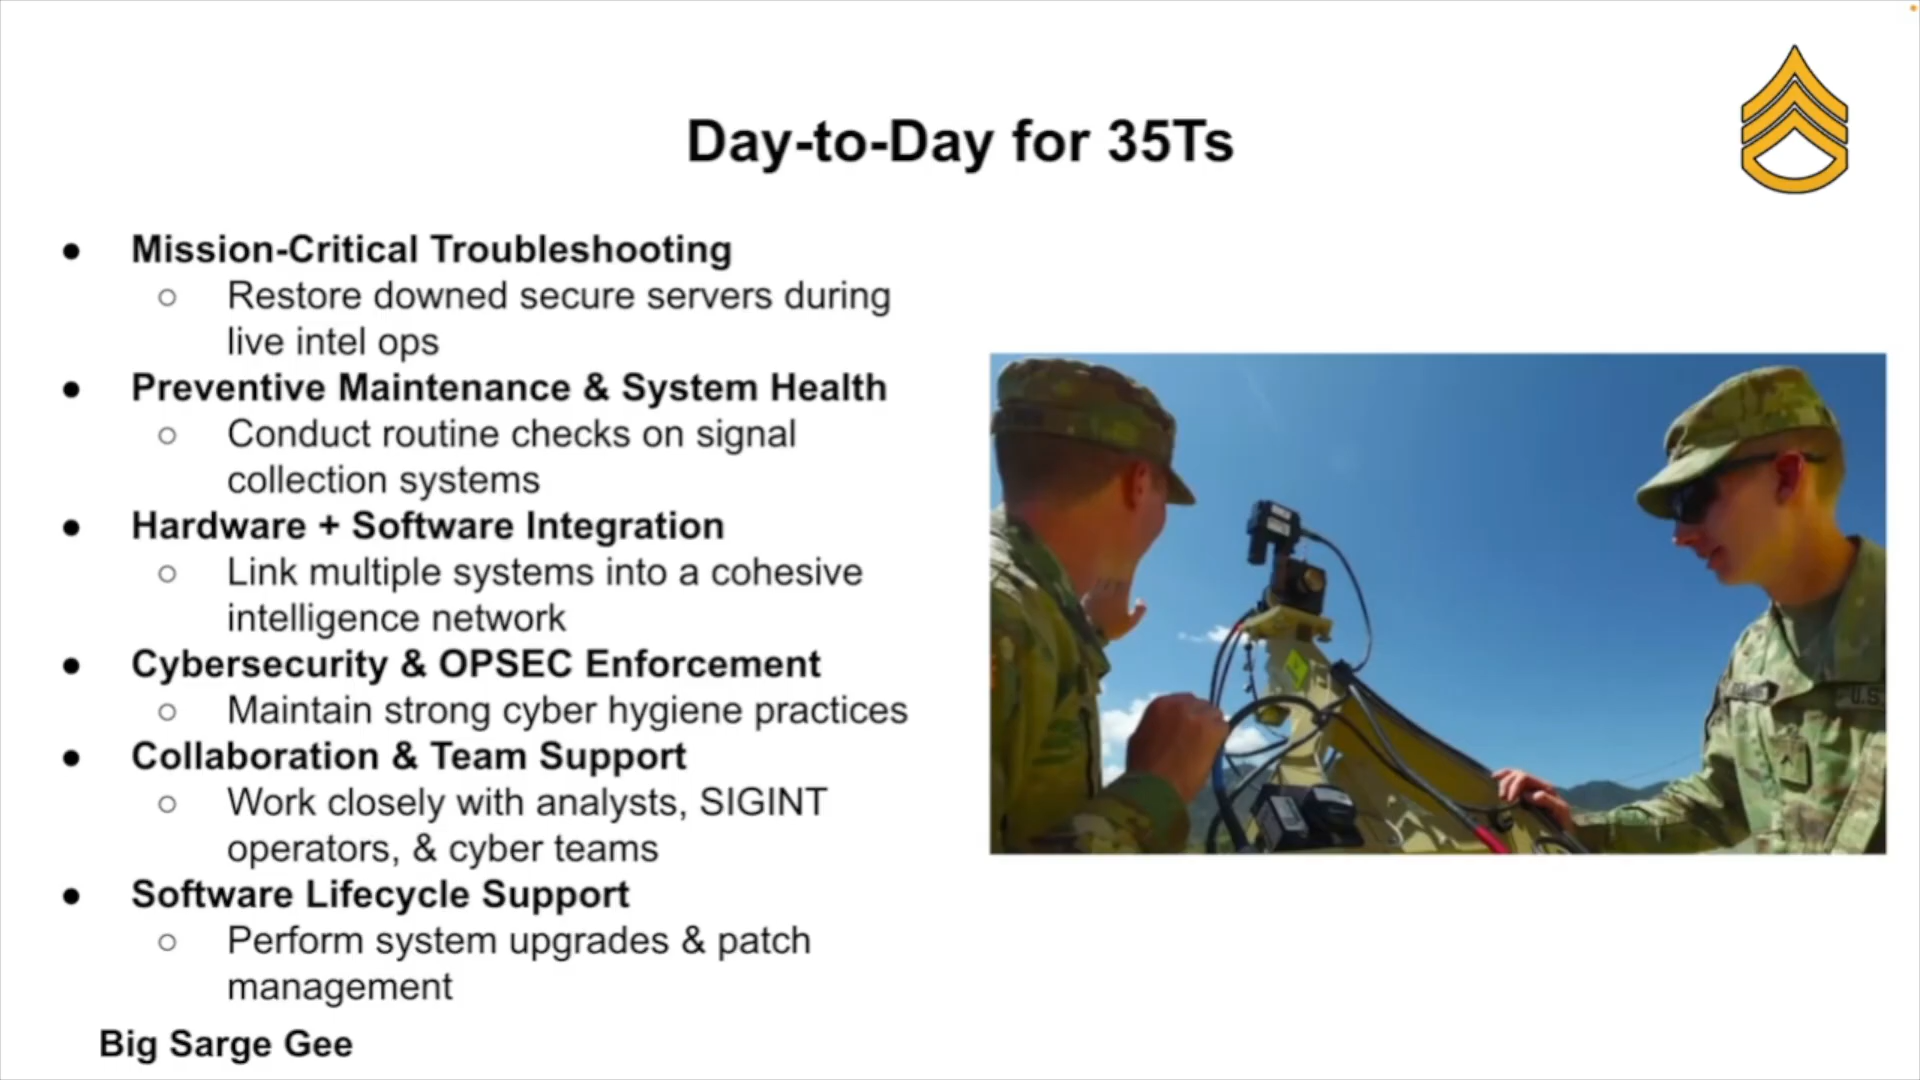 Day-to-Day for 35Ts
● Mission-Critical Troubleshooting
○ Restore downed secure servers during
live intel ops
● Preventive Maintenance & System Health
○ Conduct routine checks on signal
collection systems
● Hardware + Software Integration
○ Link multiple systems into a cohesive
intelligence network
● Cybersecurity & OPSEC Enforcement
○ Maintain strong cyber hygiene practices
● Collaboration & Team Support
○ Work closely with analysts, SIGINT
operators, & cyber teams
● Software Lifecycle Support
○ Perform system upgrades & patch
management
Big Sarge Gee
U.S.